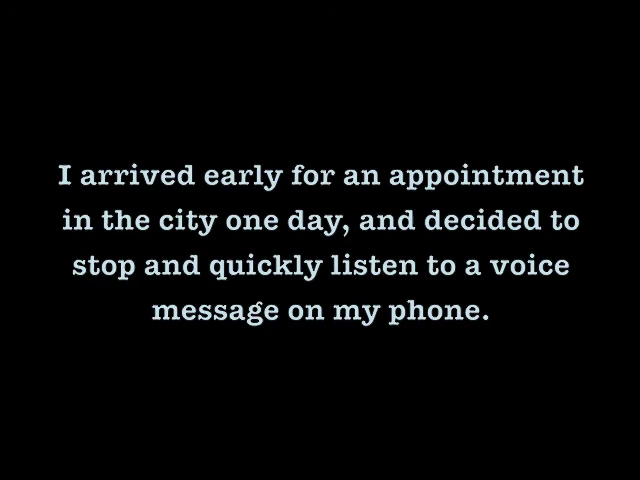 I arrived early for an appointment
in the city one day, and decided to
stop and quickly listen to a voice
message on my phone.